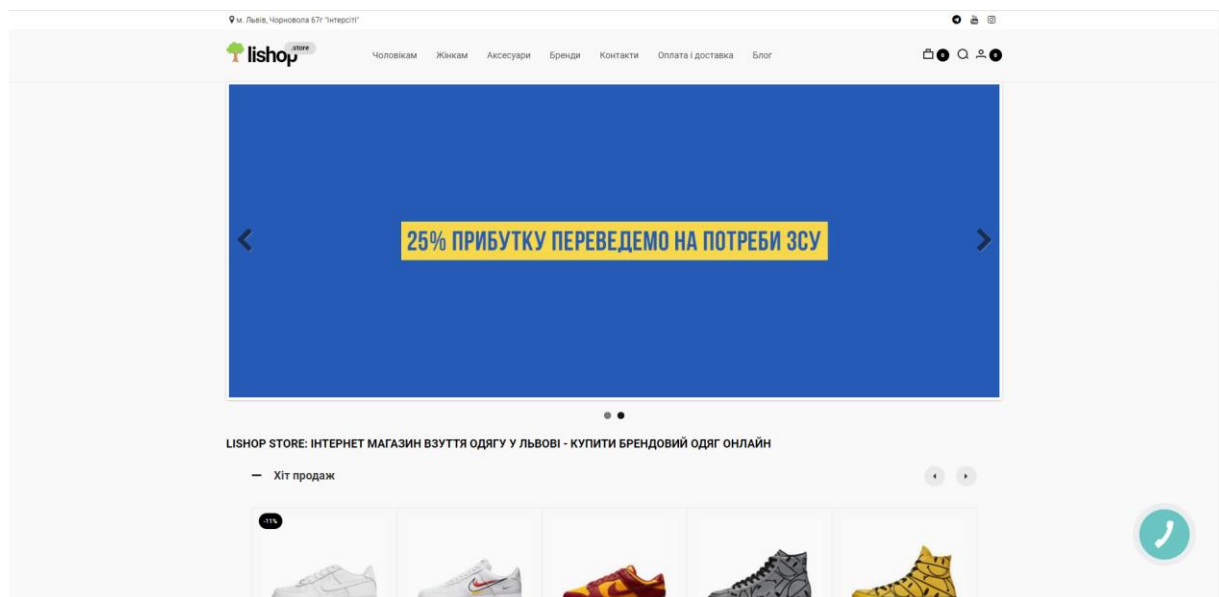 м. Львів, Чорновола 67г "Інтерсіті"
lishop .store
Чоловікам Жінкам Аксесуари Бренди Контакти Оплата і доставка Блог
0 0
25% ПРИБУТКУ ПЕРЕВЕДЕМО НА ПОТРЕБИ ЗСУ
LISHOP STORE: ІНТЕРНЕТ МАГАЗИН ВЗУТТЯ ОДЯГУ У ЛЬВОВІ - КУПИТИ БРЕНДОВИЙ ОДЯГ ОНЛАЙН
— Хіт продаж
-11%